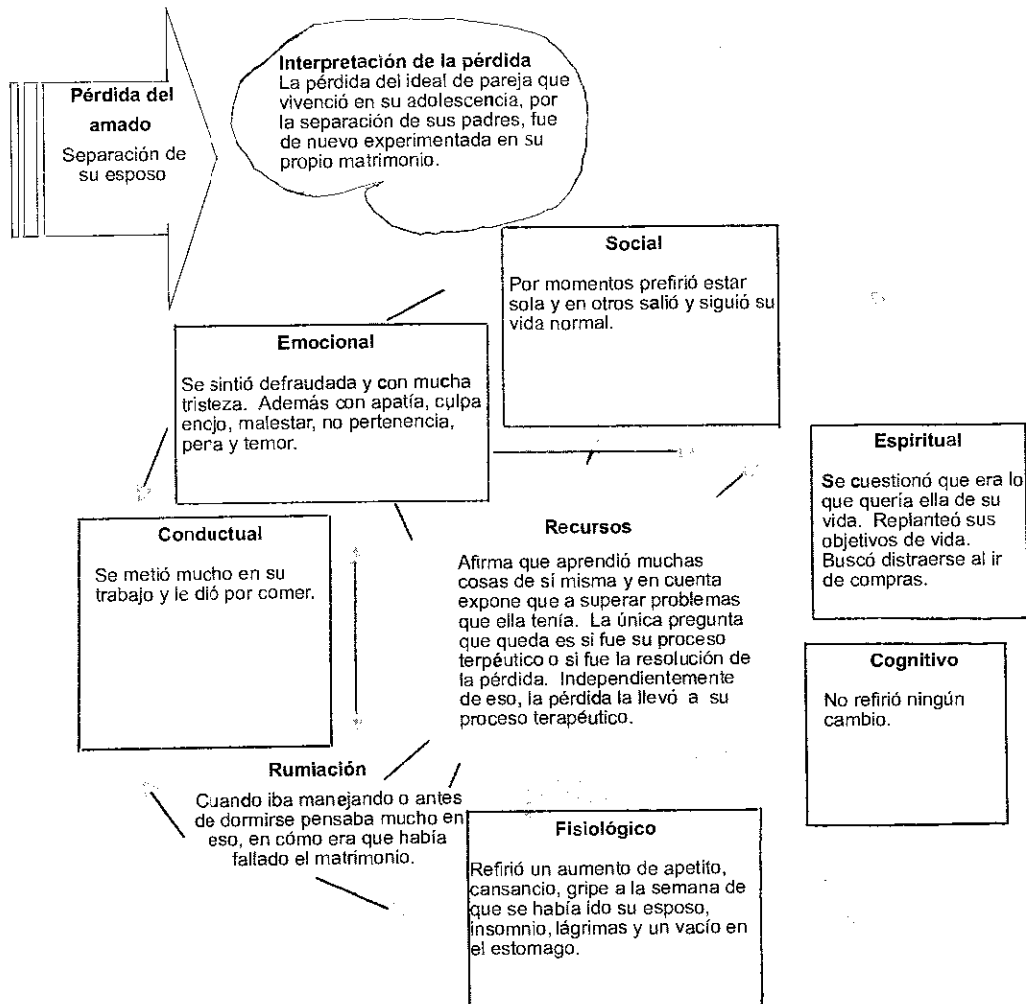 Pérdida del
amado
Separación de
su esposo
Interpretación de la pérdida
La pérdida del ideal de pareja que
vivenció en su adolescencia, por
la separación de sus padres, fue
de nuevo experimentada en su
propio matrimonio.
Social
Por momentos prefirió estar
sola y en otros salió y siguió su
vida normal.
Emocional
Se sintió defraudada y con mucha
tristeza. Además con apatía, culpa
enojo, malestar, no pertenencia,
pena y temor.
Espiritual
Se cuestionó que era lo
que quería ella de su
vida. Replanteó sus
objetivos de vida.
Buscó distraerse al ir
de compras.
Conductual
Se metió mucho en su
trabajo y le dió por comer.
Recursos
Afirma que aprendió muchas
cosas de sí misma y en cuenta
expone que a superar problemas
que ella tenía. La única pregunta
que queda es si fue su proceso
terpéutico o si fue la resolución de
la pérdida. Independientemente
de eso, la pérdida la llevó a su
proceso terapéutico.
Cognitivo
No refirió ningún
cambio.
Rumiación
Cuando iba manejando o antes
de dormirse pensaba mucho en
eso, en cómo era que había
fallado el matrimonio.
Fisiológico
Refirió un aumento de apetito,
cansancio, gripe a la semana de
que se había ido su esposo,
insomnio, lágrimas y un vacío en
el estomago.